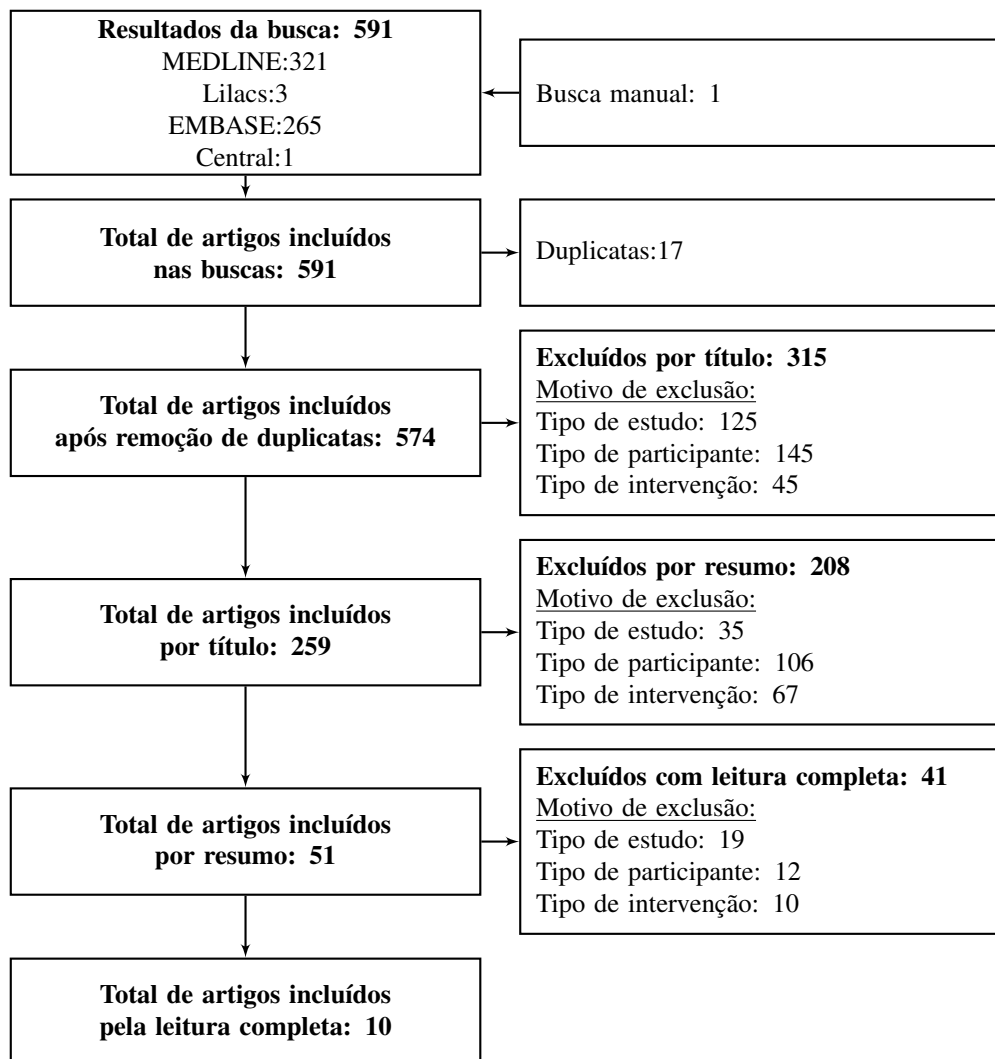 Resultados da busca: 591
MEDLINE:321
Lilacs:3
EMBASE:265
Central:1
Busca manual: 1
Total de artigos incluídos
nas buscas: 591
Duplicatas:17
Total de artigos incluídos
após remoção de duplicatas: 574
Excluídos por título: 315
Motivo de exclusão:
Tipo de estudo: 125
Tipo de participante: 145
Tipo de intervenção: 45
Total de artigos incluídos
por título: 259
Excluídos por resumo: 208
Motivo de exclusão:
Tipo de estudo: 35
Tipo de participante: 106
Tipo de intervenção: 67
Total de artigos incluídos
por resumo: 51
Excluídos com leitura completa: 41
Motivo de exclusão:
Tipo de estudo: 19
Tipo de participante: 12
Tipo de intervenção: 10
Total de artigos incluídos
pela leitura completa: 10